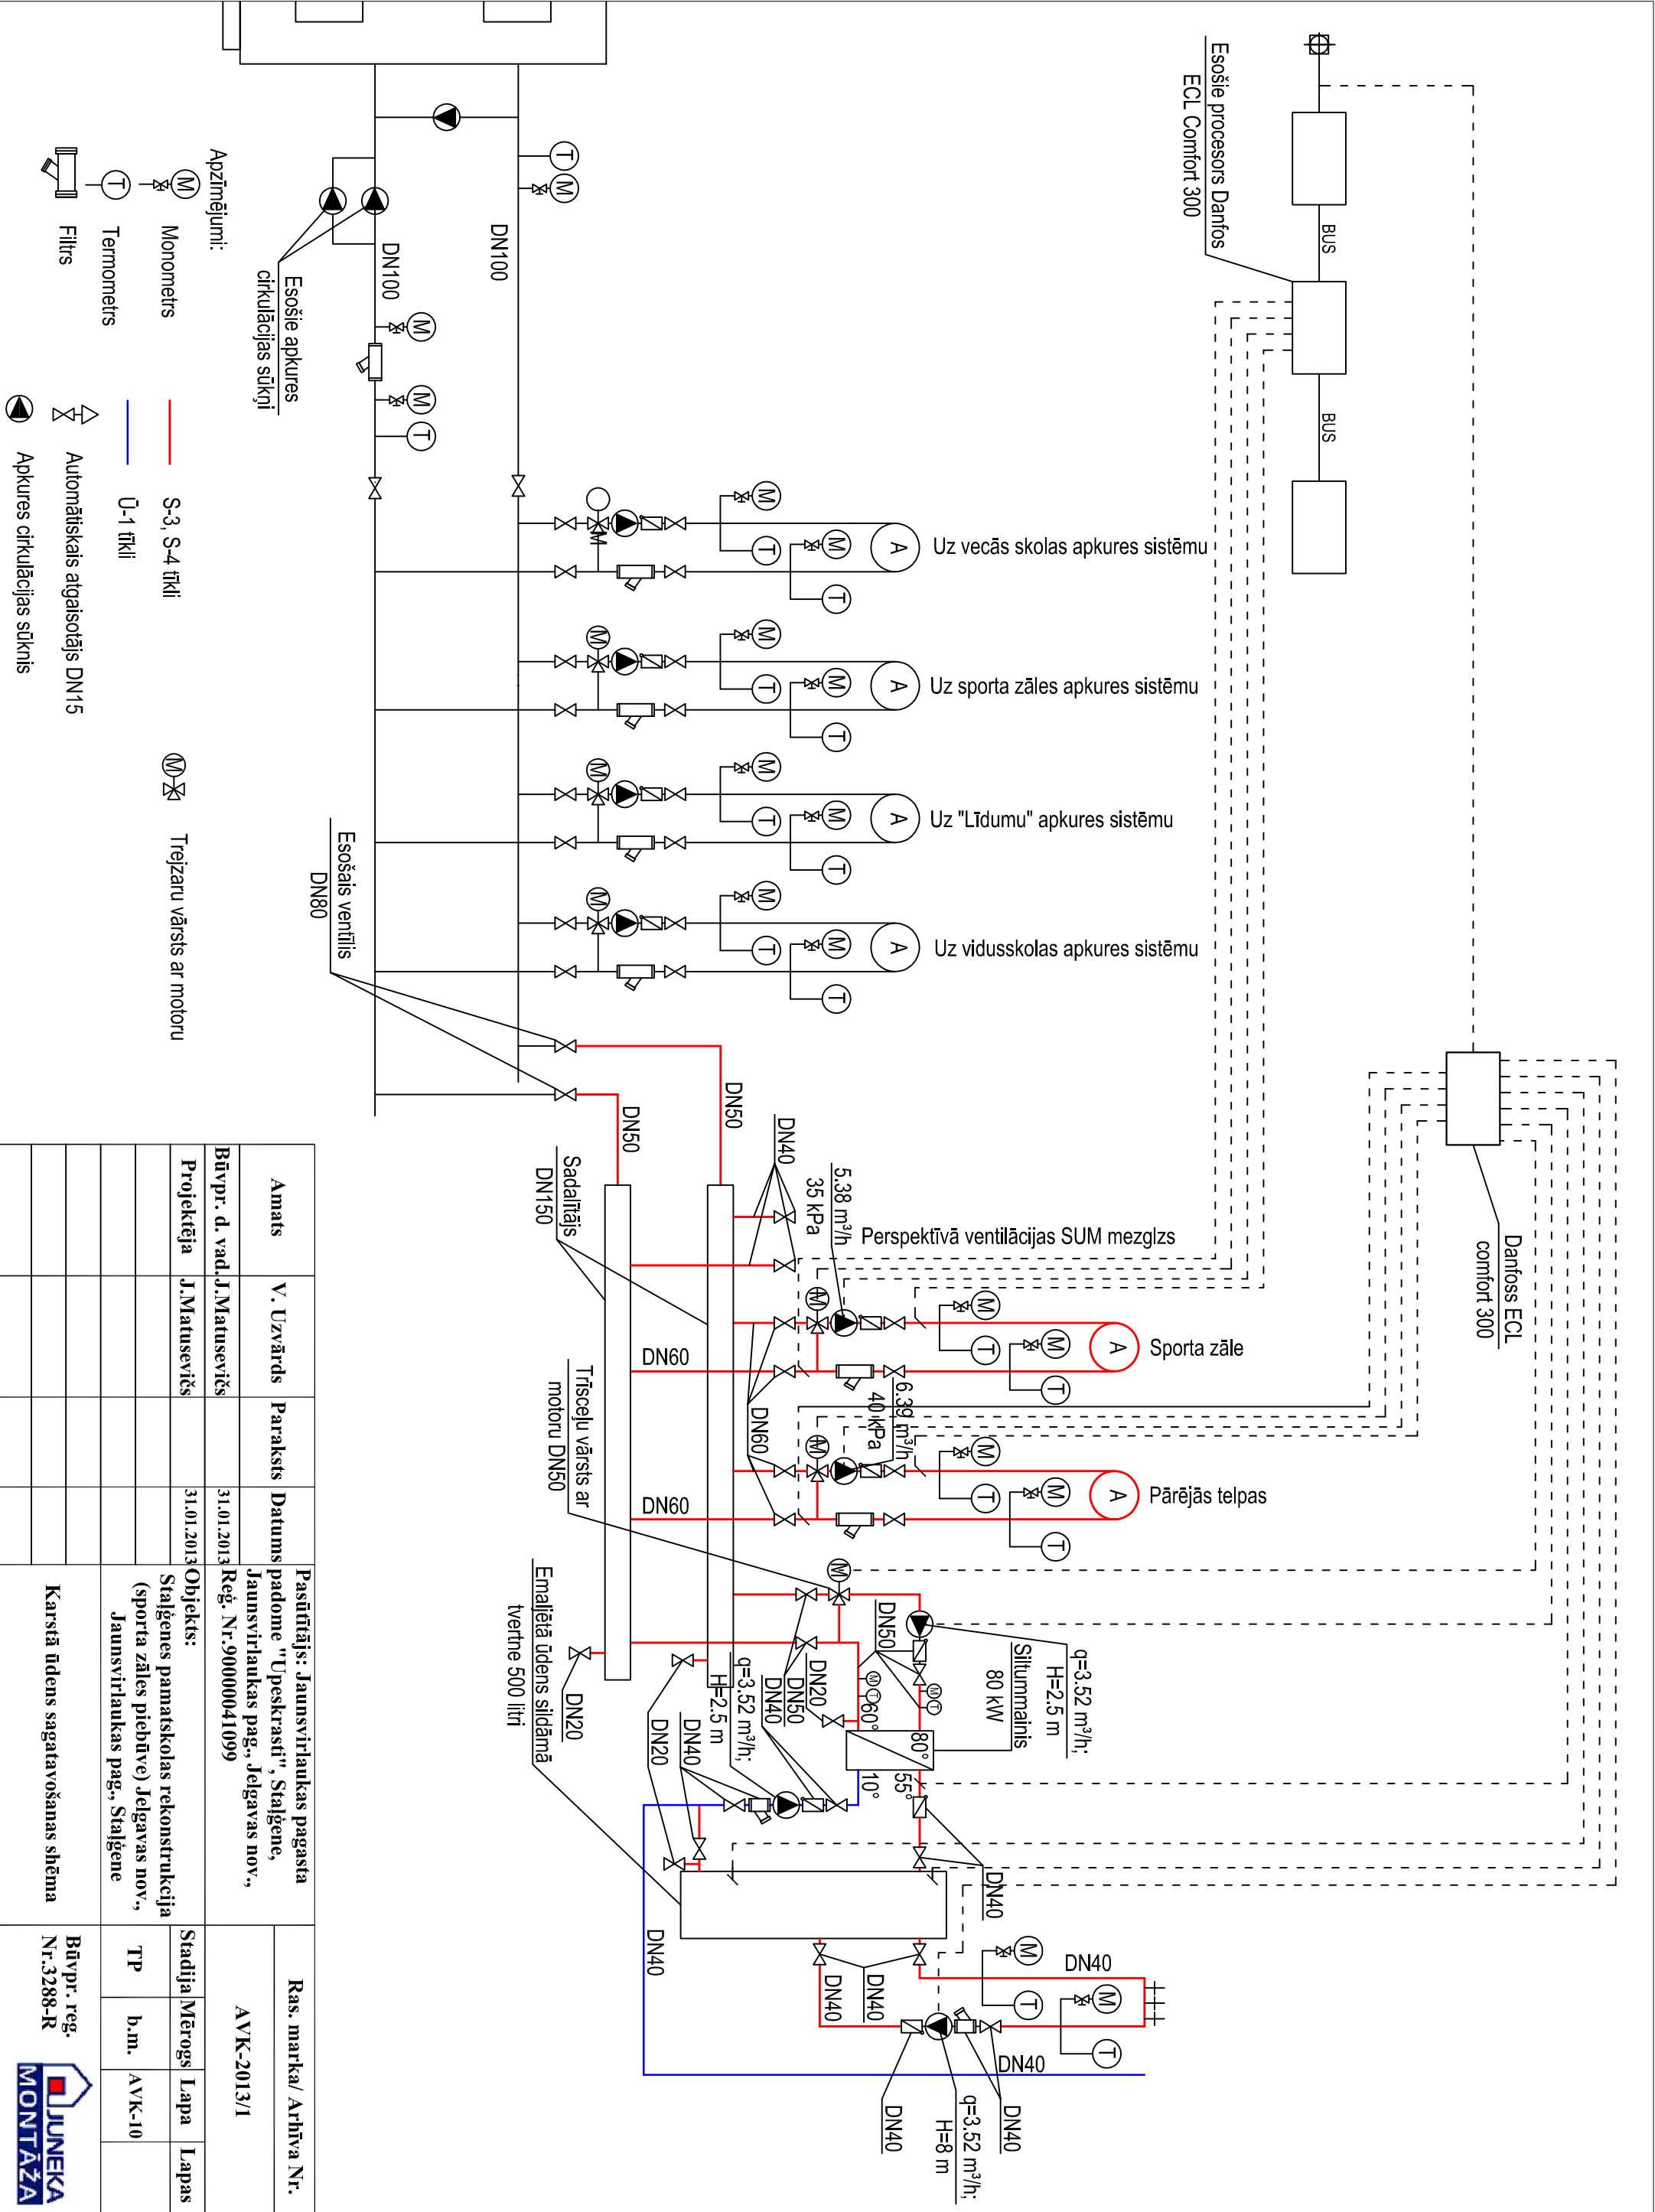 Esošie procesors Danfos
ECL Comfort 300
BUS
BUS
Danfoss ECL
comfort 300
T
M
DN100
DN100
M
M
T
Esošie apkures
cirkulācijas sūkņi
M
T
M
T
M
A
Uz vecās skolas apkures sistēmu
M
T
M
T
M
A
Uz sporta zāles apkures sistēmu
M
T
M
T
M
A
Uz "Līdumu" apkures sistēmu
M
T
M
T
M
A
Uz vidusskolas apkures sistēmu
Esošais ventīlis
DN80
DN50
DN50
DN40
Sadalītājs
DN150
5.38 m³/h
35 kPa
Perspektīvā ventilācijas SUM mezglzs
M
M
T
M
T
A
Sporta zāle
DN60
DN60
6.39 m³/h
40 kPa
M
M
T
M
T
A
Pārējās telpas
DN60
Trīsceļu vārsts ar
motoru DN50
M
DN50
q=3.52 m³/h;
H=2.5 m
Siltummainis
80 kW
M
T
M
T
60°
80°
10°
55°
DN20
DN50
DN40
q=3.52 m³/h;
H=2.5 m
DN40
DN20
DN20
Emaljētā ūdens sildāmā
tvertne 500 litri
DN40
DN40
DN40
DN40
DN40
M
T
M
T
DN40
DN40
q=3.52 m³/h;
H=8 m
DN40
Apzīmējumi:
M
Monometrs
T
Termometrs
Filtrs
S-3, S-4 tīkli
Ū-1 tīkli
Automātiskais atgaisotājs DN15
Apkures cirkulācijas sūknis
M
Trejzaru vārsts ar motoru
Amats
V. Uzvārds
Paraksts
Datums
Būvpr. d. vad.
J.Matusevičs
31.01.2013
Projektēja
J.Matusevičs
31.01.2013
Pasūtītājs: Jaunsvirlaukas pagasta
padome "Upeskrasti", Staļģene,
Jaunsvirlaukas pag., Jelgavas nov.,
Reģ. Nr.90000041099
Objekts:
Staļģenes pamatskolas rekonstrukcija
(sporta zāles piebūve) Jelgavas nov.,
Jaunsvirlaukas pag., Staļģene
Karstā ūdens sagatavošanas shēma
Ras. marka/ Arhīva Nr.
AVK-2013/1
Stadija
Mērogs
Lapa
Lapas
TP
b.m.
AVK-10
Būvpr. reg.
Nr.3288-R
JUNEKA
MONTĀŽA